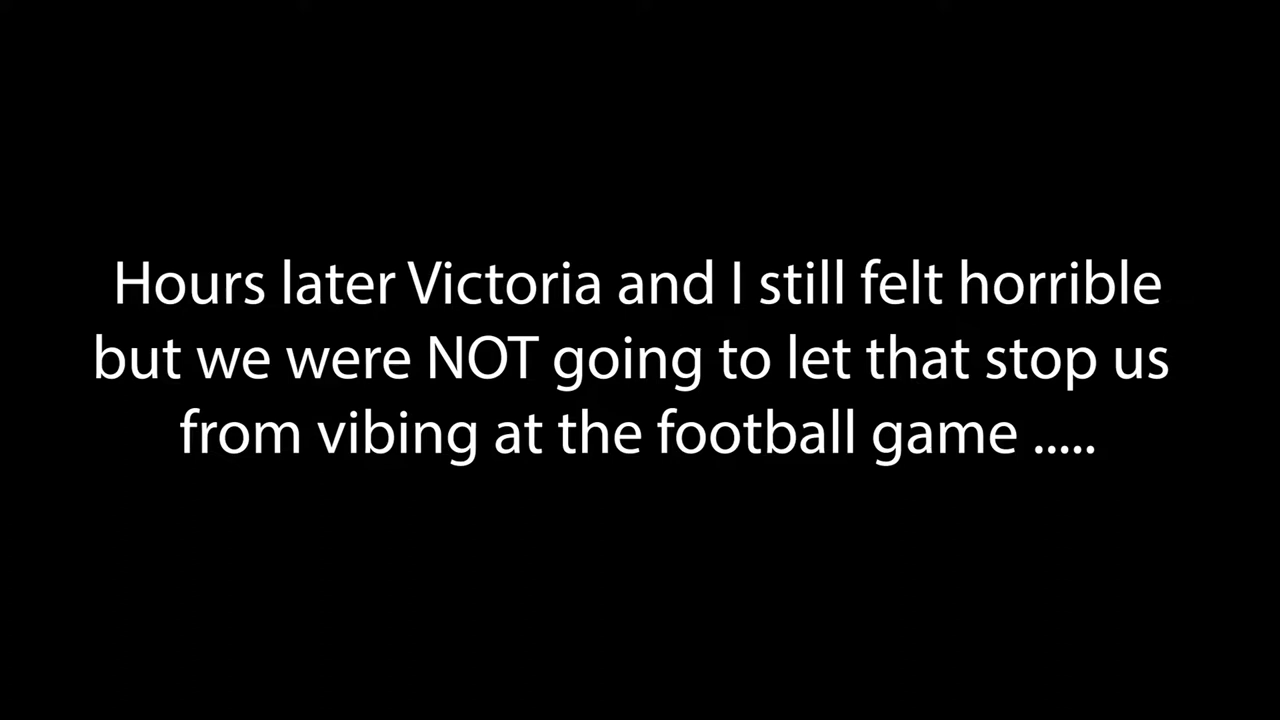 Hours later Victoria and I still felt horrible
but we were NOT going to let that stop us
from vibing at the football game .....